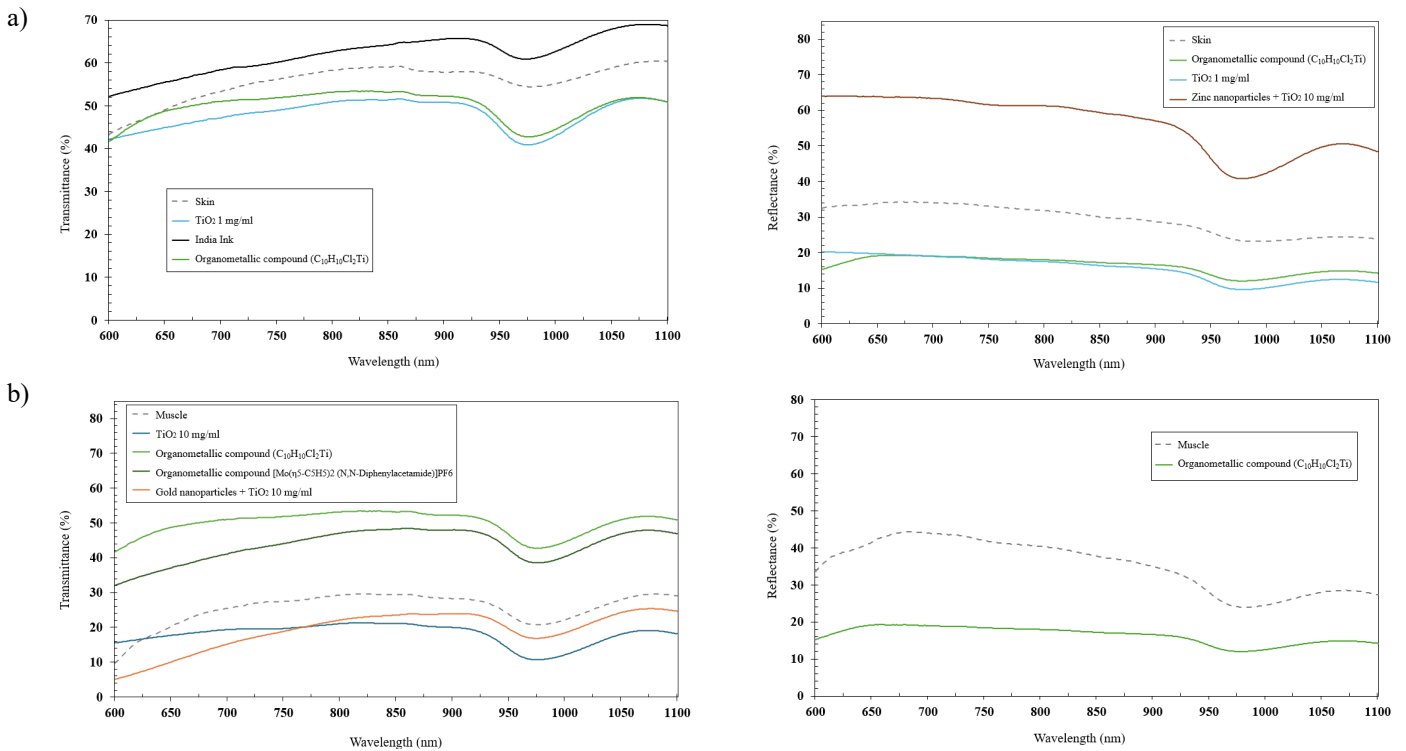 a)
70
60
50
40
30
20
10
0
Transmittance (%)
Skin
TiO₂ 1 mg/ml
India Ink
Organometallic compound (C₁₀H₁₀Cl₂Ti)
600 650 700 750 800 850 900 950 1000 1050 1100
Wavelength (nm)
80
70
60
50
40
30
20
10
0
Reflectance (%)
Skin
Organometallic compound (C₁₀H₁₀Cl₂Ti)
TiO₂ 1 mg/ml
Zinc nanoparticles + TiO₂ 10 mg/ml
600 650 700 750 800 850 900 950 1000 1050 1100
Wavelength (nm)
b)
80
70
60
50
40
30
20
10
0
Transmittance (%)
Muscle
TiO₂ 10 mg/ml
Organometallic compound (C₁₀H₁₀Cl₂Ti)
Organometallic compound [Mo(η5-C5H5)2 (N,N-Diphenylacetamide)]PF6
Gold nanoparticles + TiO₂ 10 mg/ml
600 650 700 750 800 850 900 950 1000 1050 1100
Wavelength (nm)
80
70
60
50
40
30
20
10
0
Reflectance (%)
Muscle
Organometallic compound (C₁₀H₁₀Cl₂Ti)
600 650 700 750 800 850 900 950 1000 1050 1100
Wavelength (nm)